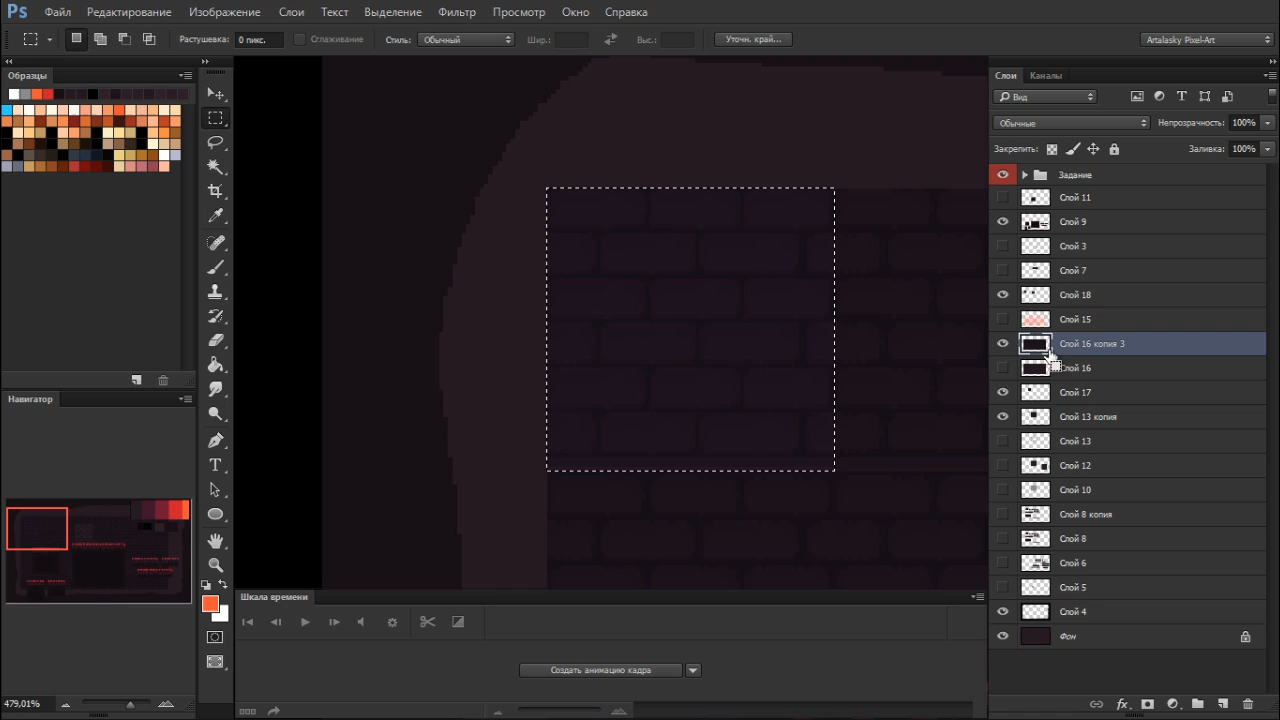 Ps Файл Редактирование Изображение Слои Текст Выделение Фильтр Просмотр Окно Справка
Растушевка: 0 пикс. Сглаживание Стиль: Обычный Шир.: Выс.: Уточн. край... Artalasky Pixel-Art
Образцы
Слои Каналы
Вид
Обычные Непрозрачность: 100%
Закрепить: Заливка: 100%
Задание
Слой 11
Слой 9
Слой 3
Слой 7
Слой 18
Слой 15
Слой 16 копия 3
Слой 16
Слой 17
Слой 13 копия
Слой 13
Слой 12
Слой 10
Слой 8 копия
Слой 8
Слой 6
Слой 5
Слой 4
Фон
Навигатор
479,01%
Шкала времени
Создать анимацию кадра